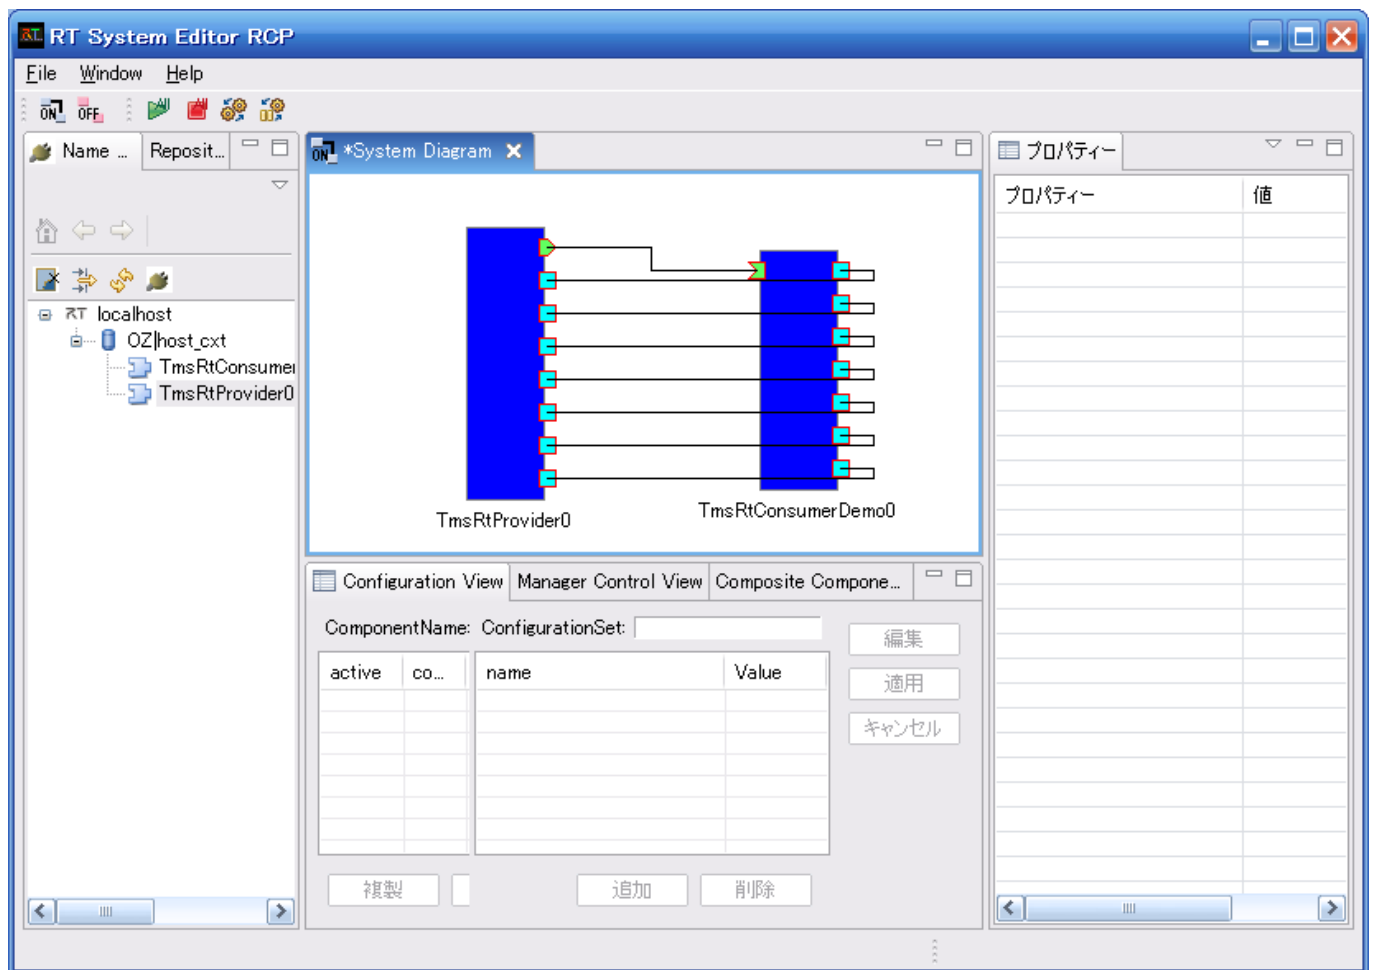 RT System Editor RCP
File Window Help
ON OFF
Name ... Reposit...
ON *System Diagram
プロパティー
プロパティー 値
RT localhost
OZ|host_cxt
TmsRtConsumer
TmsRtProvider0
TmsRtProvider0
TmsRtConsumerDemo0
Configuration View Manager Control View Composite Compone...
ComponentName: ConfigurationSet:
編集
active co... name Value
適用
キャンセル
複製 追加 削除